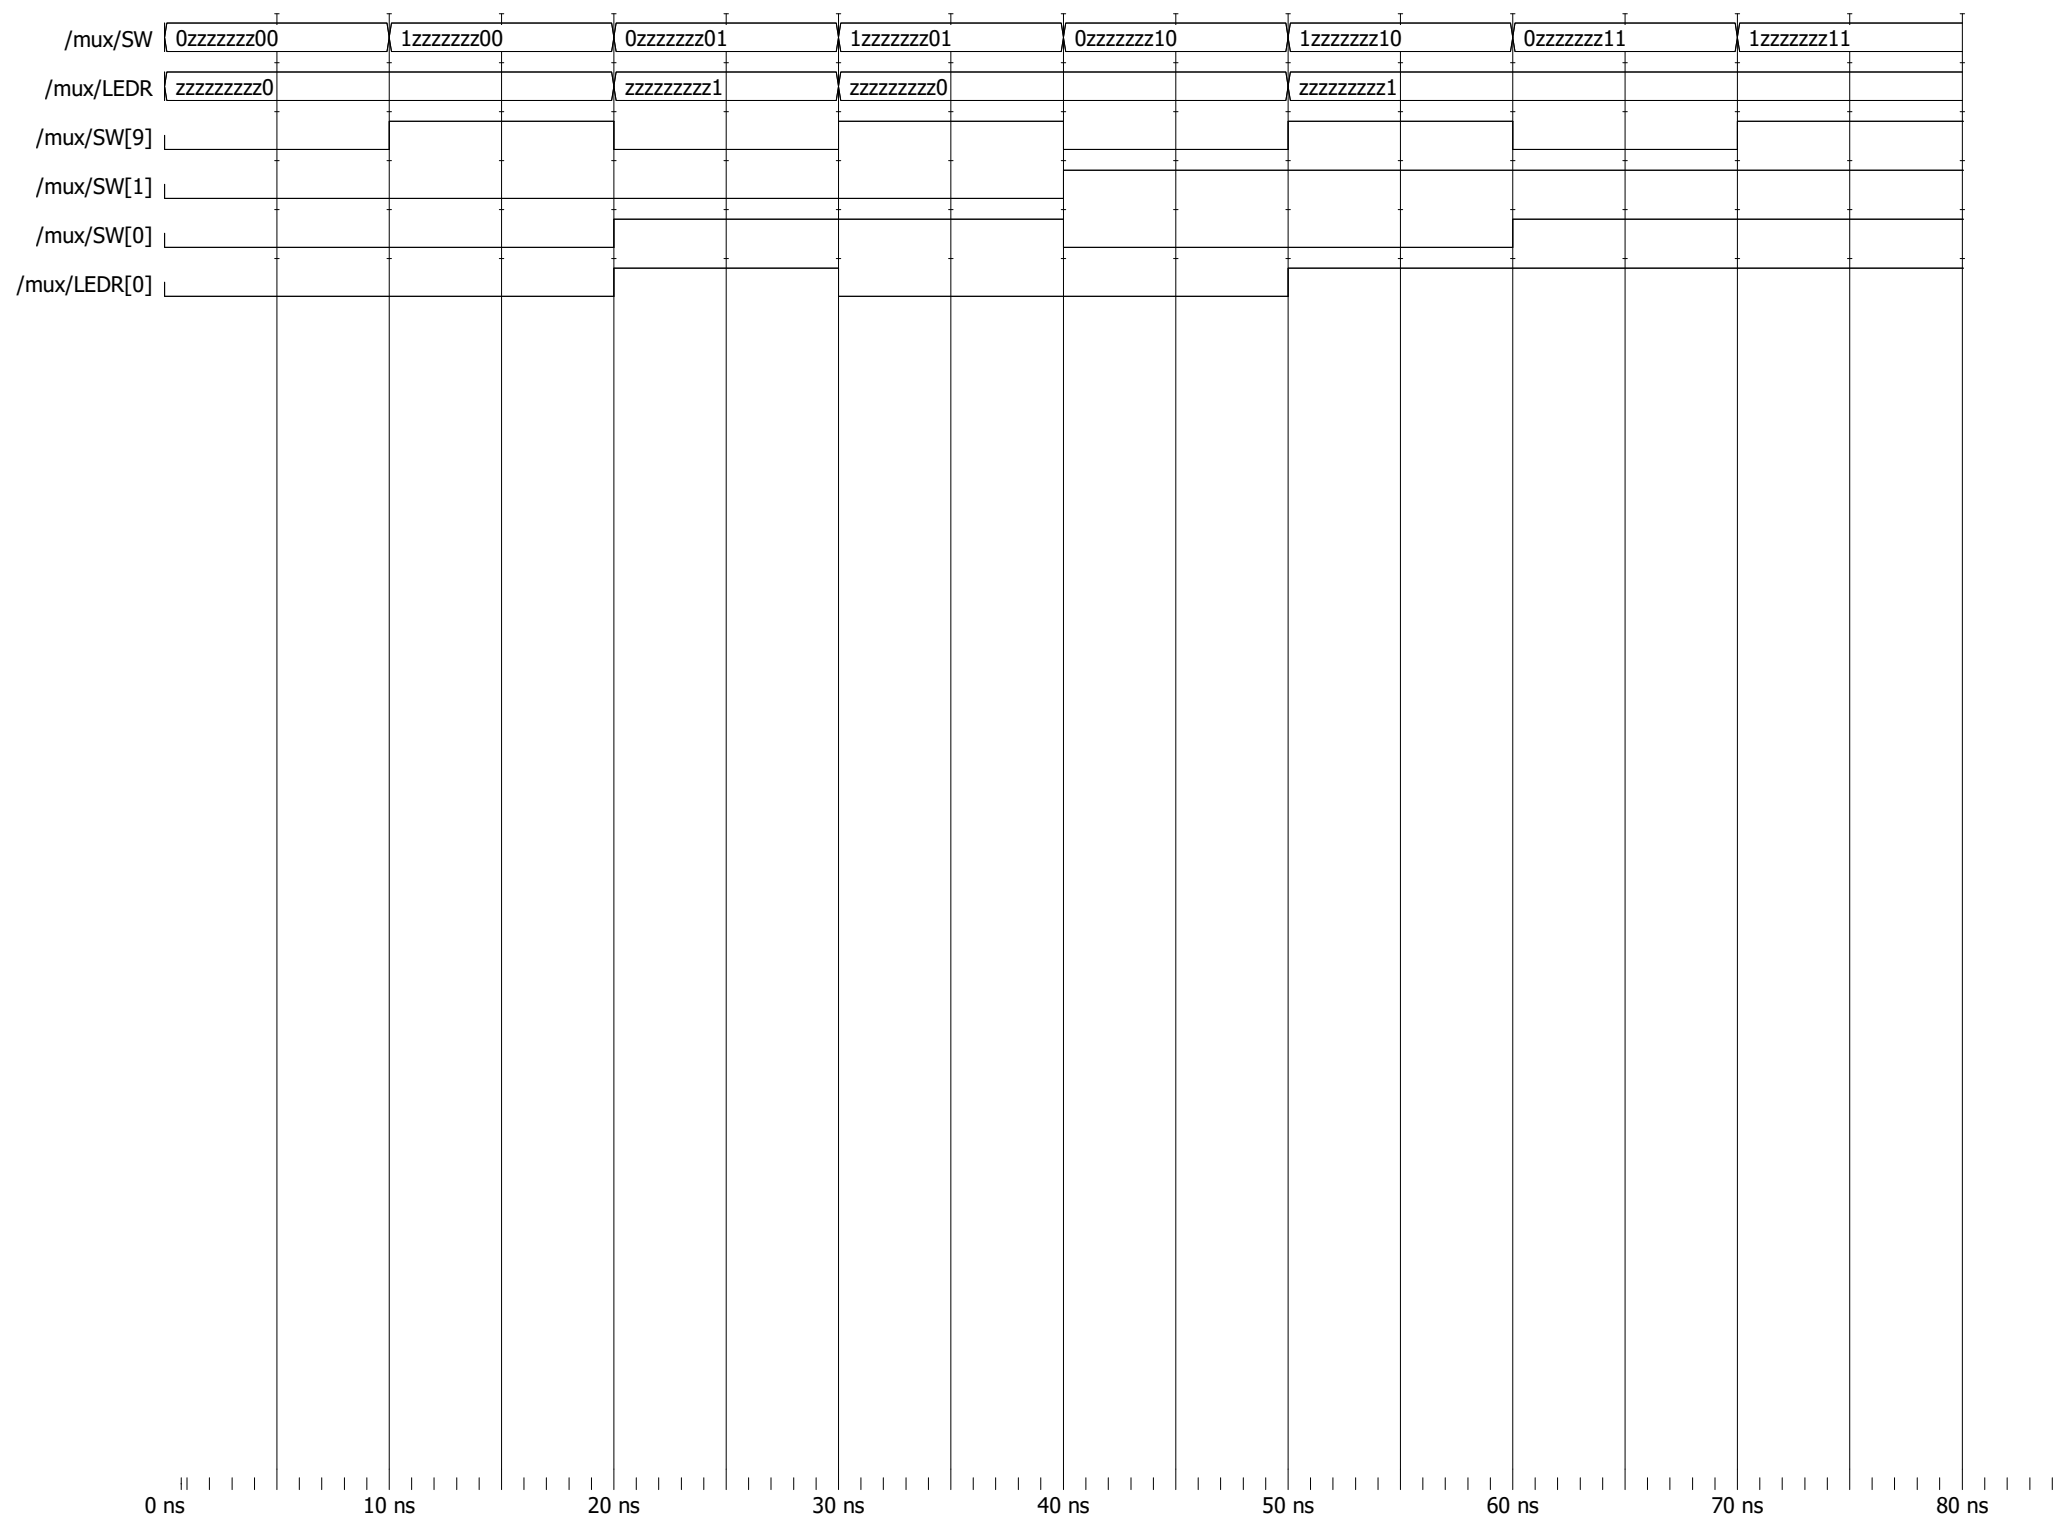 /mux/SW 0zzzzzzz00 1zzzzzzz00 0zzzzzzz01 1zzzzzzz01 0zzzzzzz10 1zzzzzzz10 0zzzzzzz11 1zzzzzzz11
/mux/LEDR zzzzzzzzz0 zzzzzzzzz1 zzzzzzzzz0 zzzzzzzzz1
/mux/SW[9]
/mux/SW[1]
/mux/SW[0]
/mux/LEDR[0]
0 ns 10 ns 20 ns 30 ns 40 ns 50 ns 60 ns 70 ns 80 ns